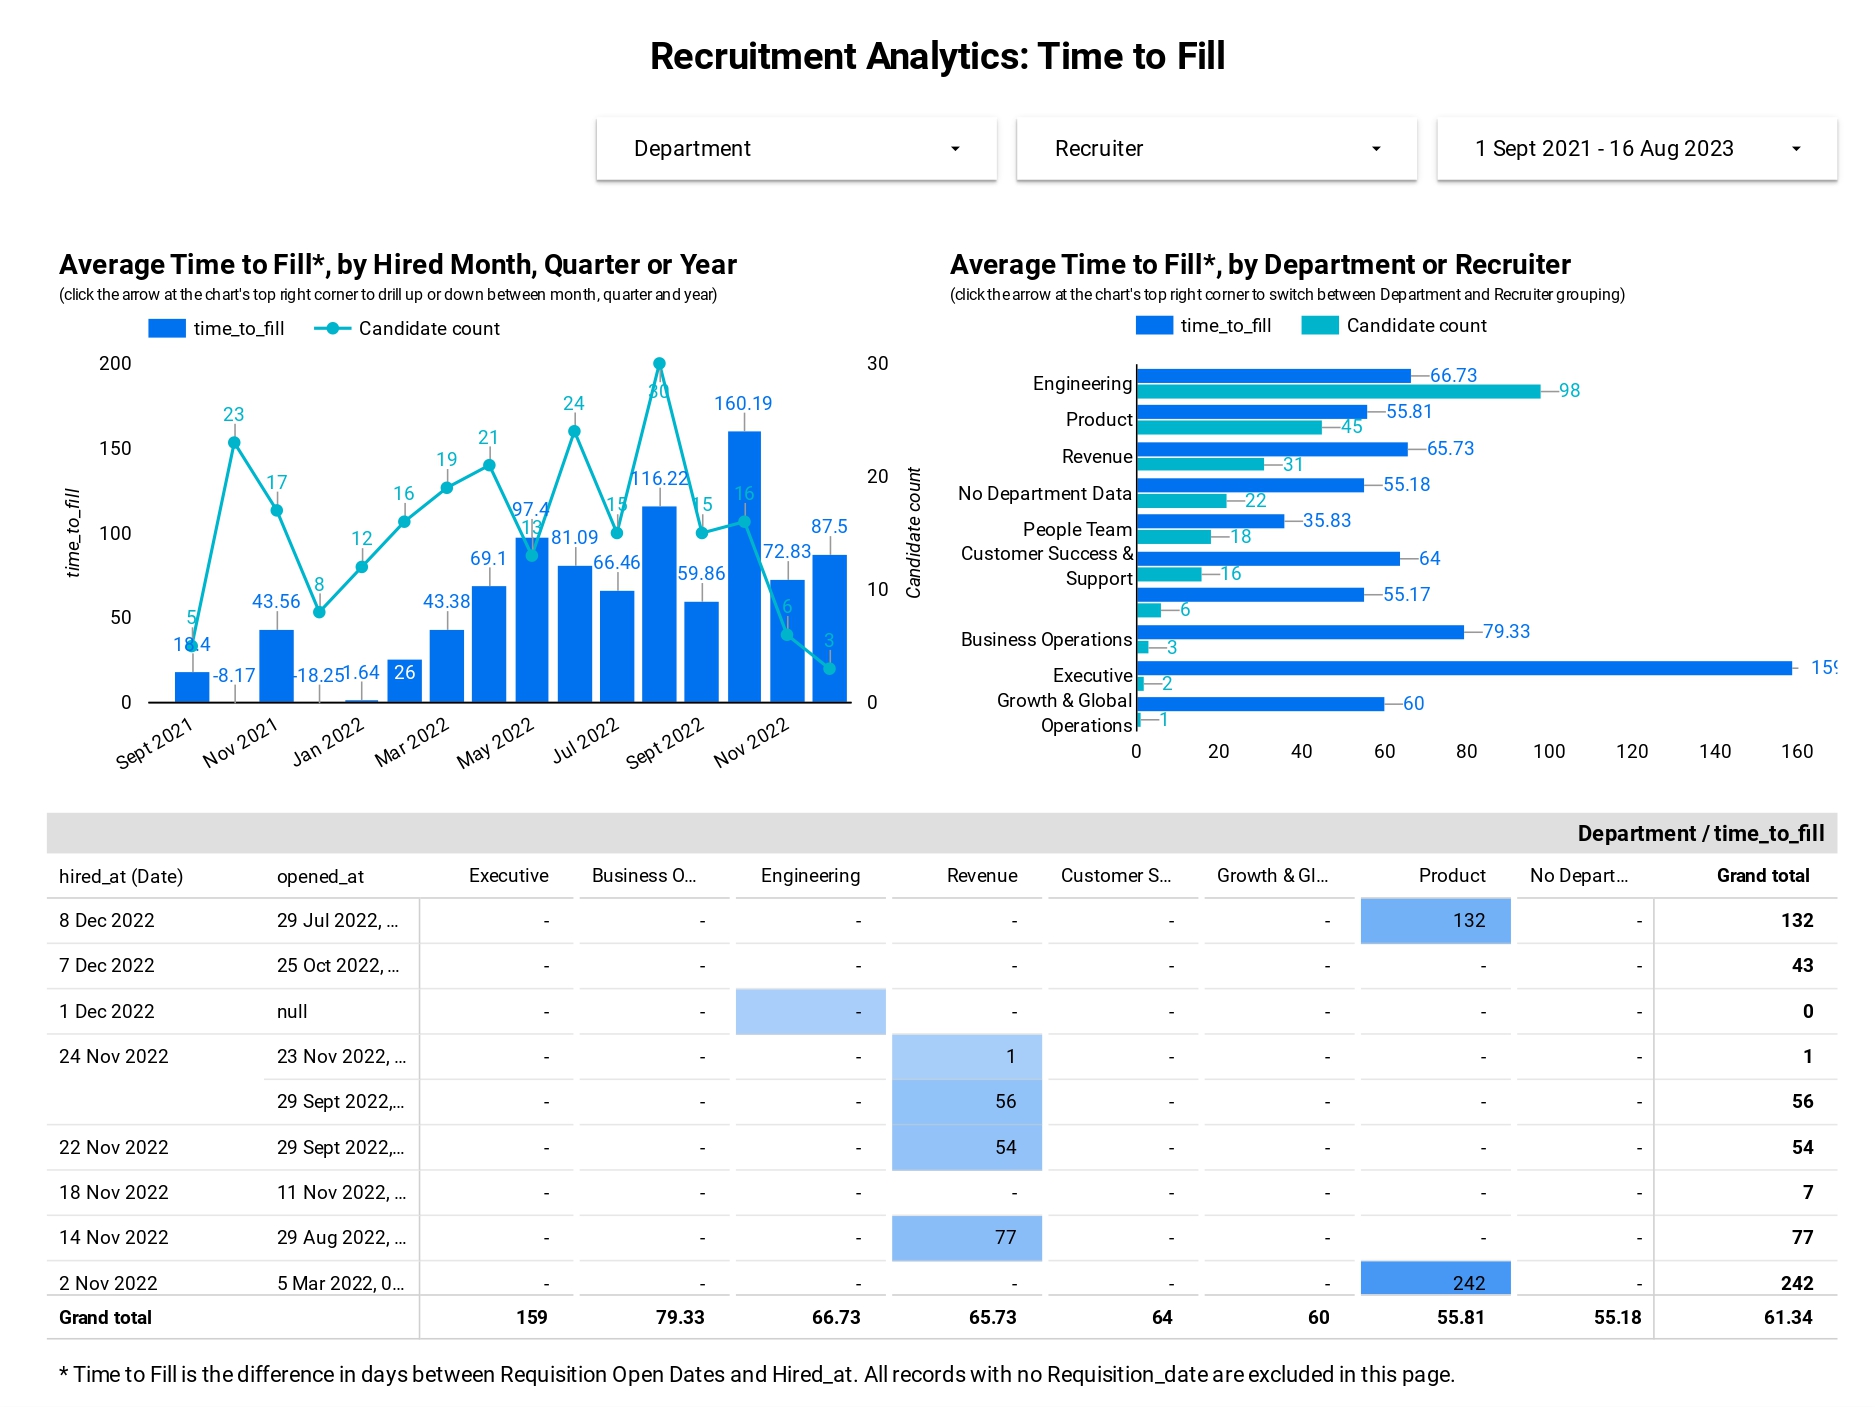 Recruitment Analytics: Time to Fill
Department
Recruiter
1 Sept 2021 - 16 Aug 2023
Average Time to Fill*, by Hired Month, Quarter or Year
(click the arrow at the chart's top right corner to drill up or down between month, quarter and year)
time_to_fill
Candidate count
200
150
100
50
0
time_to_fill
30
20
10
0
Candidate count
5
23
17
8
12
16
19
21
13
24
15
30
15
16
6
3
18.4
-8.17
43.56
-18.25
1.64
26
43.38
69.1
97.4
81.09
66.46
116.22
59.86
160.19
72.83
87.5
Sept 2021
Nov 2021
Jan 2022
Mar 2022
May 2022
Jul 2022
Sept 2022
Nov 2022
Average Time to Fill*, by Department or Recruiter
(click the arrow at the chart's top right corner to switch between Department and Recruiter grouping)
time_to_fill
Candidate count
Engineering
66.73
98
Product
55.81
45
Revenue
65.73
31
No Department Data
55.18
22
People Team
35.83
18
Customer Success &
Support
64
16
55.17
6
Business Operations
79.33
3
Executive
159
2
Growth & Global
Operations
60
1
0 20 40 60 80 100 120 140 160
Department / time_to_fill
hired_at (Date) opened_at Executive Business O... Engineering Revenue Customer S... Growth & Gl... Product No Depart... Grand total
8 Dec 2022 29 Jul 2022, ... - - - - - - 132 - 132
7 Dec 2022 25 Oct 2022, ... - - - - - - - - 43
1 Dec 2022 null - - - - - - - - 0
24 Nov 2022 23 Nov 2022, ... - - - 1 - - - - 1
29 Sept 2022,... - - - 56 - - - - 56
22 Nov 2022 29 Sept 2022,... - - - 54 - - - - 54
18 Nov 2022 11 Nov 2022, ... - - - - - - - - 7
14 Nov 2022 29 Aug 2022, ... - - - 77 - - - - 77
2 Nov 2022 5 Mar 2022, 0... - - - - - - 242 - 242
Grand total 159 79.33 66.73 65.73 64 60 55.81 55.18 61.34
* Time to Fill is the difference in days between Requisition Open Dates and Hired_at. All records with no Requisition_date are excluded in this page.